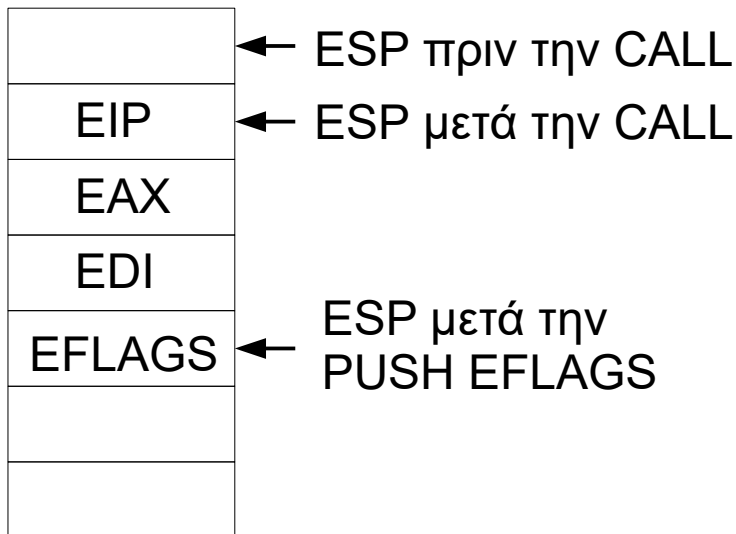 ESP πριν την CALL
EIP
ESP μετά την CALL
EAX
EDI
EFLAGS
ESP μετά την
PUSH EFLAGS